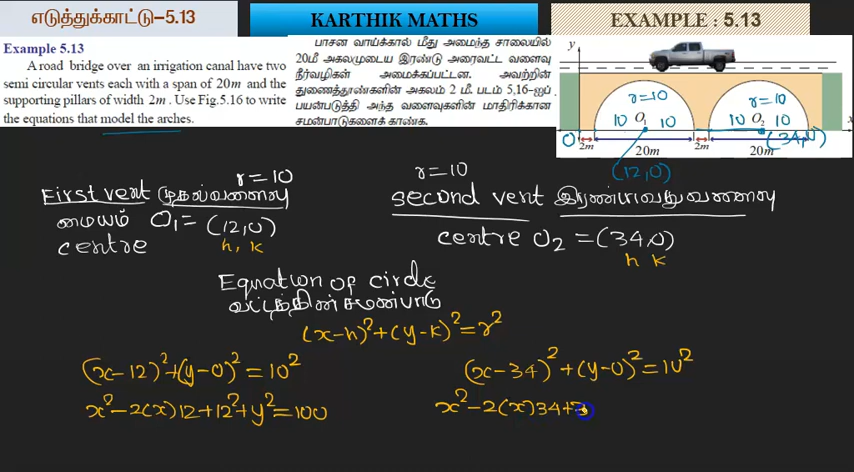 எடுத்துக்காட்டு–5.13
KARTHIK MATHS
EXAMPLE : 5.13
Example 5.13
A road bridge over an irrigation canal have two
semi circular vents each with a span of 20m and the
supporting pillars of width 2m. Use Fig.5.16 to write
the equations that model the arches.
பாசன வாய்க்கால் மீது அமைந்த சாலையில்
20மீ அகலமுடைய இரண்டு அரைவட்ட வளைவு
நீர்வழிகள் அமைக்கப்பட்டன. அவற்றின்
துணைத்தூண்களின் அகலம் 2 மீ. படம் 5.16-ஐப்
பயன்படுத்தி அந்த வளைவுகளின் மாதிரிக்கான
சமன்பாடுகளைக் காண்க.
y
r=10
r=10
10 O₁ 10
10 O₂ 10
0
(34,0)
x
2m
20m
2m
20m
(12,0)
r=10
First vent முதல்வளைவு
மையம் O₁= (12,0)
centre
h, k
r=10
second vent இரண்டாவதுவளைவு
centre O₂ =(34,0)
h k
Equation of circle
வட்டத்தின் சமன்பாடு
(x-h)²+(y-k)²=r²
(x-12)²+(y-0)²=10²
x²-2(x)12+12²+y²=100
(x-34)²+(y-0)²=10²
x²-2(x)34+3